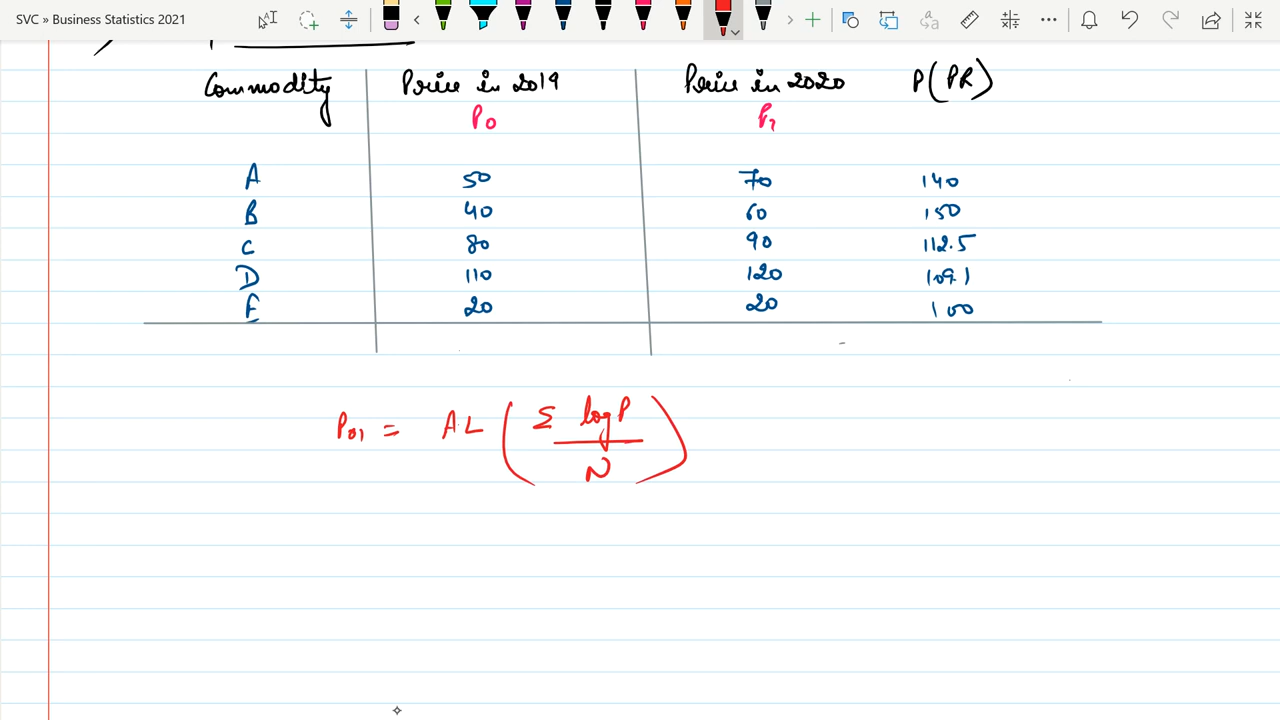 SVC » Business Statistics 2021
Commodity Price in 2019 Price in 2020 P(PR)
P0 P1
A 50 70 140
B 40 60 150
C 80 90 112.5
D 110 120 109.1
E 20 20 100
P01 = AL ( Σ log P
N )